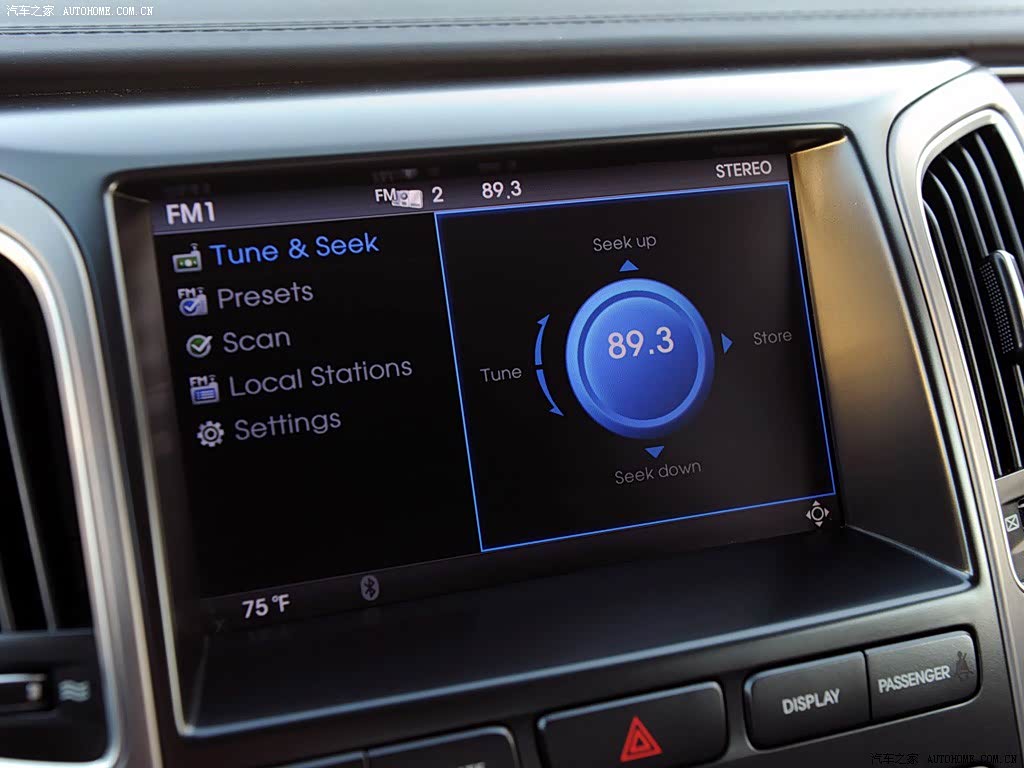 汽车之家 AUTOHOME.COM.CN
FM1 FM 2 89.3 STEREO
Tune & Seek
Presets
Scan
Local Stations
Settings
Seek up
89.3
Tune
Store
Seek down
75 °F
DISPLAY
PASSENGER
汽车之家 AUTOHOME.COM.CN